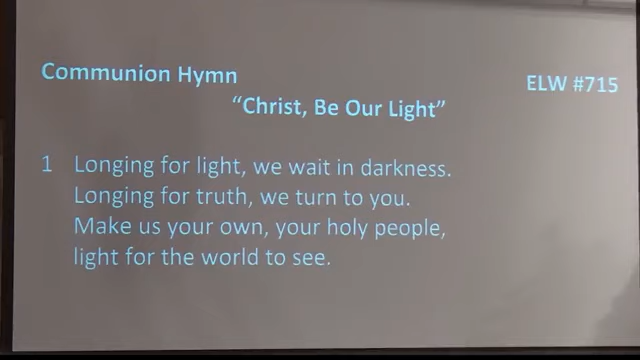 Communion Hymn
ELW #715
“Christ, Be Our Light”
1 Longing for light, we wait in darkness.
Longing for truth, we turn to you.
Make us your own, your holy people,
light for the world to see.